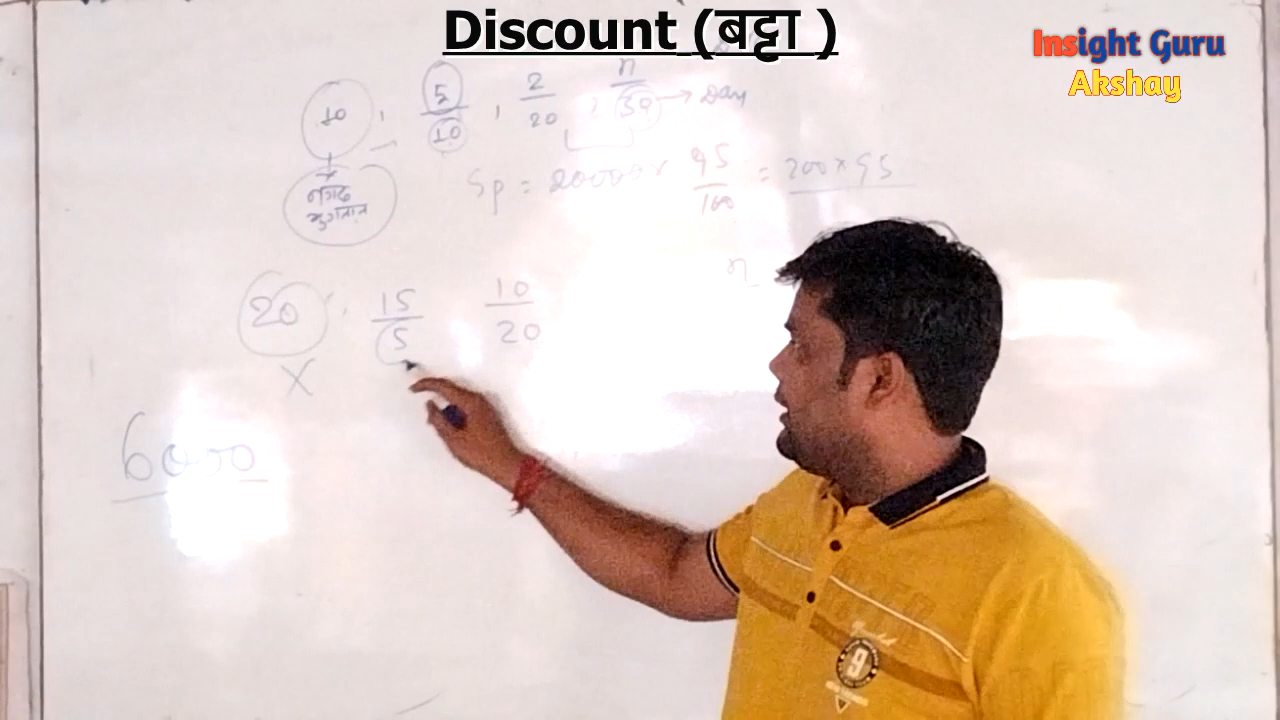 Discount (बट्टा )
Insight Guru
Akshay
10 , 5/10 , 2/20 , n/30 → Day
नगद
भुगतान
SP = 20000 × 95/100 = 200 × 95
n
20 , 15/5 10/20
X
6000
9